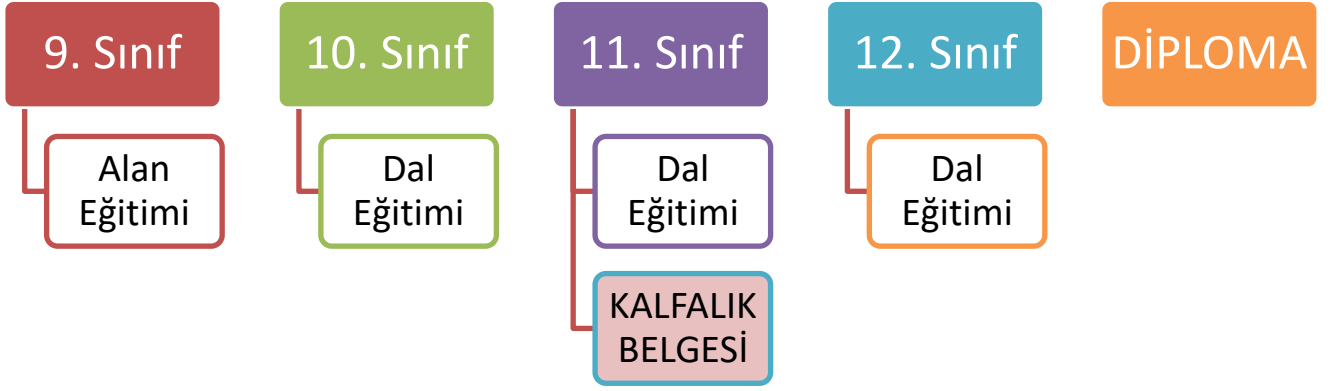 9. Sınıf
Alan
Eğitimi
10. Sınıf
Dal
Eğitimi
11. Sınıf
Dal
Eğitimi
KALFALIK
BELGESİ
12. Sınıf
Dal
Eğitimi
DİPLOMA